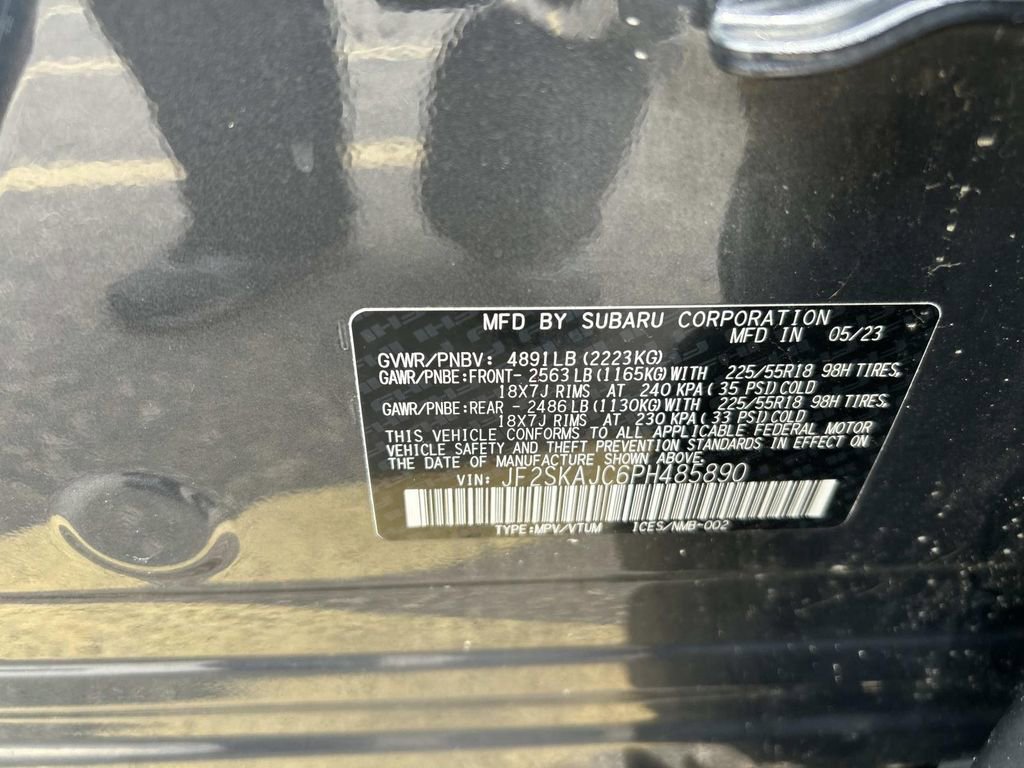 MFD BY SUBARU CORPORATION
MFD IN 05/23
GVWR/PNBV: 4891LB(2223KG)
GAWR/PNBE:FRONT- 2563LB(1165KG)WITH 225/55R18 98H TIRES,
18X7J RIMS AT 240 KPA(35 PSI)COLD
GAWR/PNBE:REAR - 2486LB(1130KG)WITH 225/55R18 98H TIRES,
18X7J RIMS AT 230 KPA(33 PSI)COLD
THIS VEHICLE CONFORMS TO ALL APPLICABLE FEDERAL MOTOR
VEHICLE SAFETY AND THEFT PREVENTION STANDARDS IN EFFECT ON
THE DATE OF MANUFACTURE SHOWN ABOVE.
VIN: JF2SKAJC6PH485890
TYPE:MPV/VTUM ICES/NMB-002